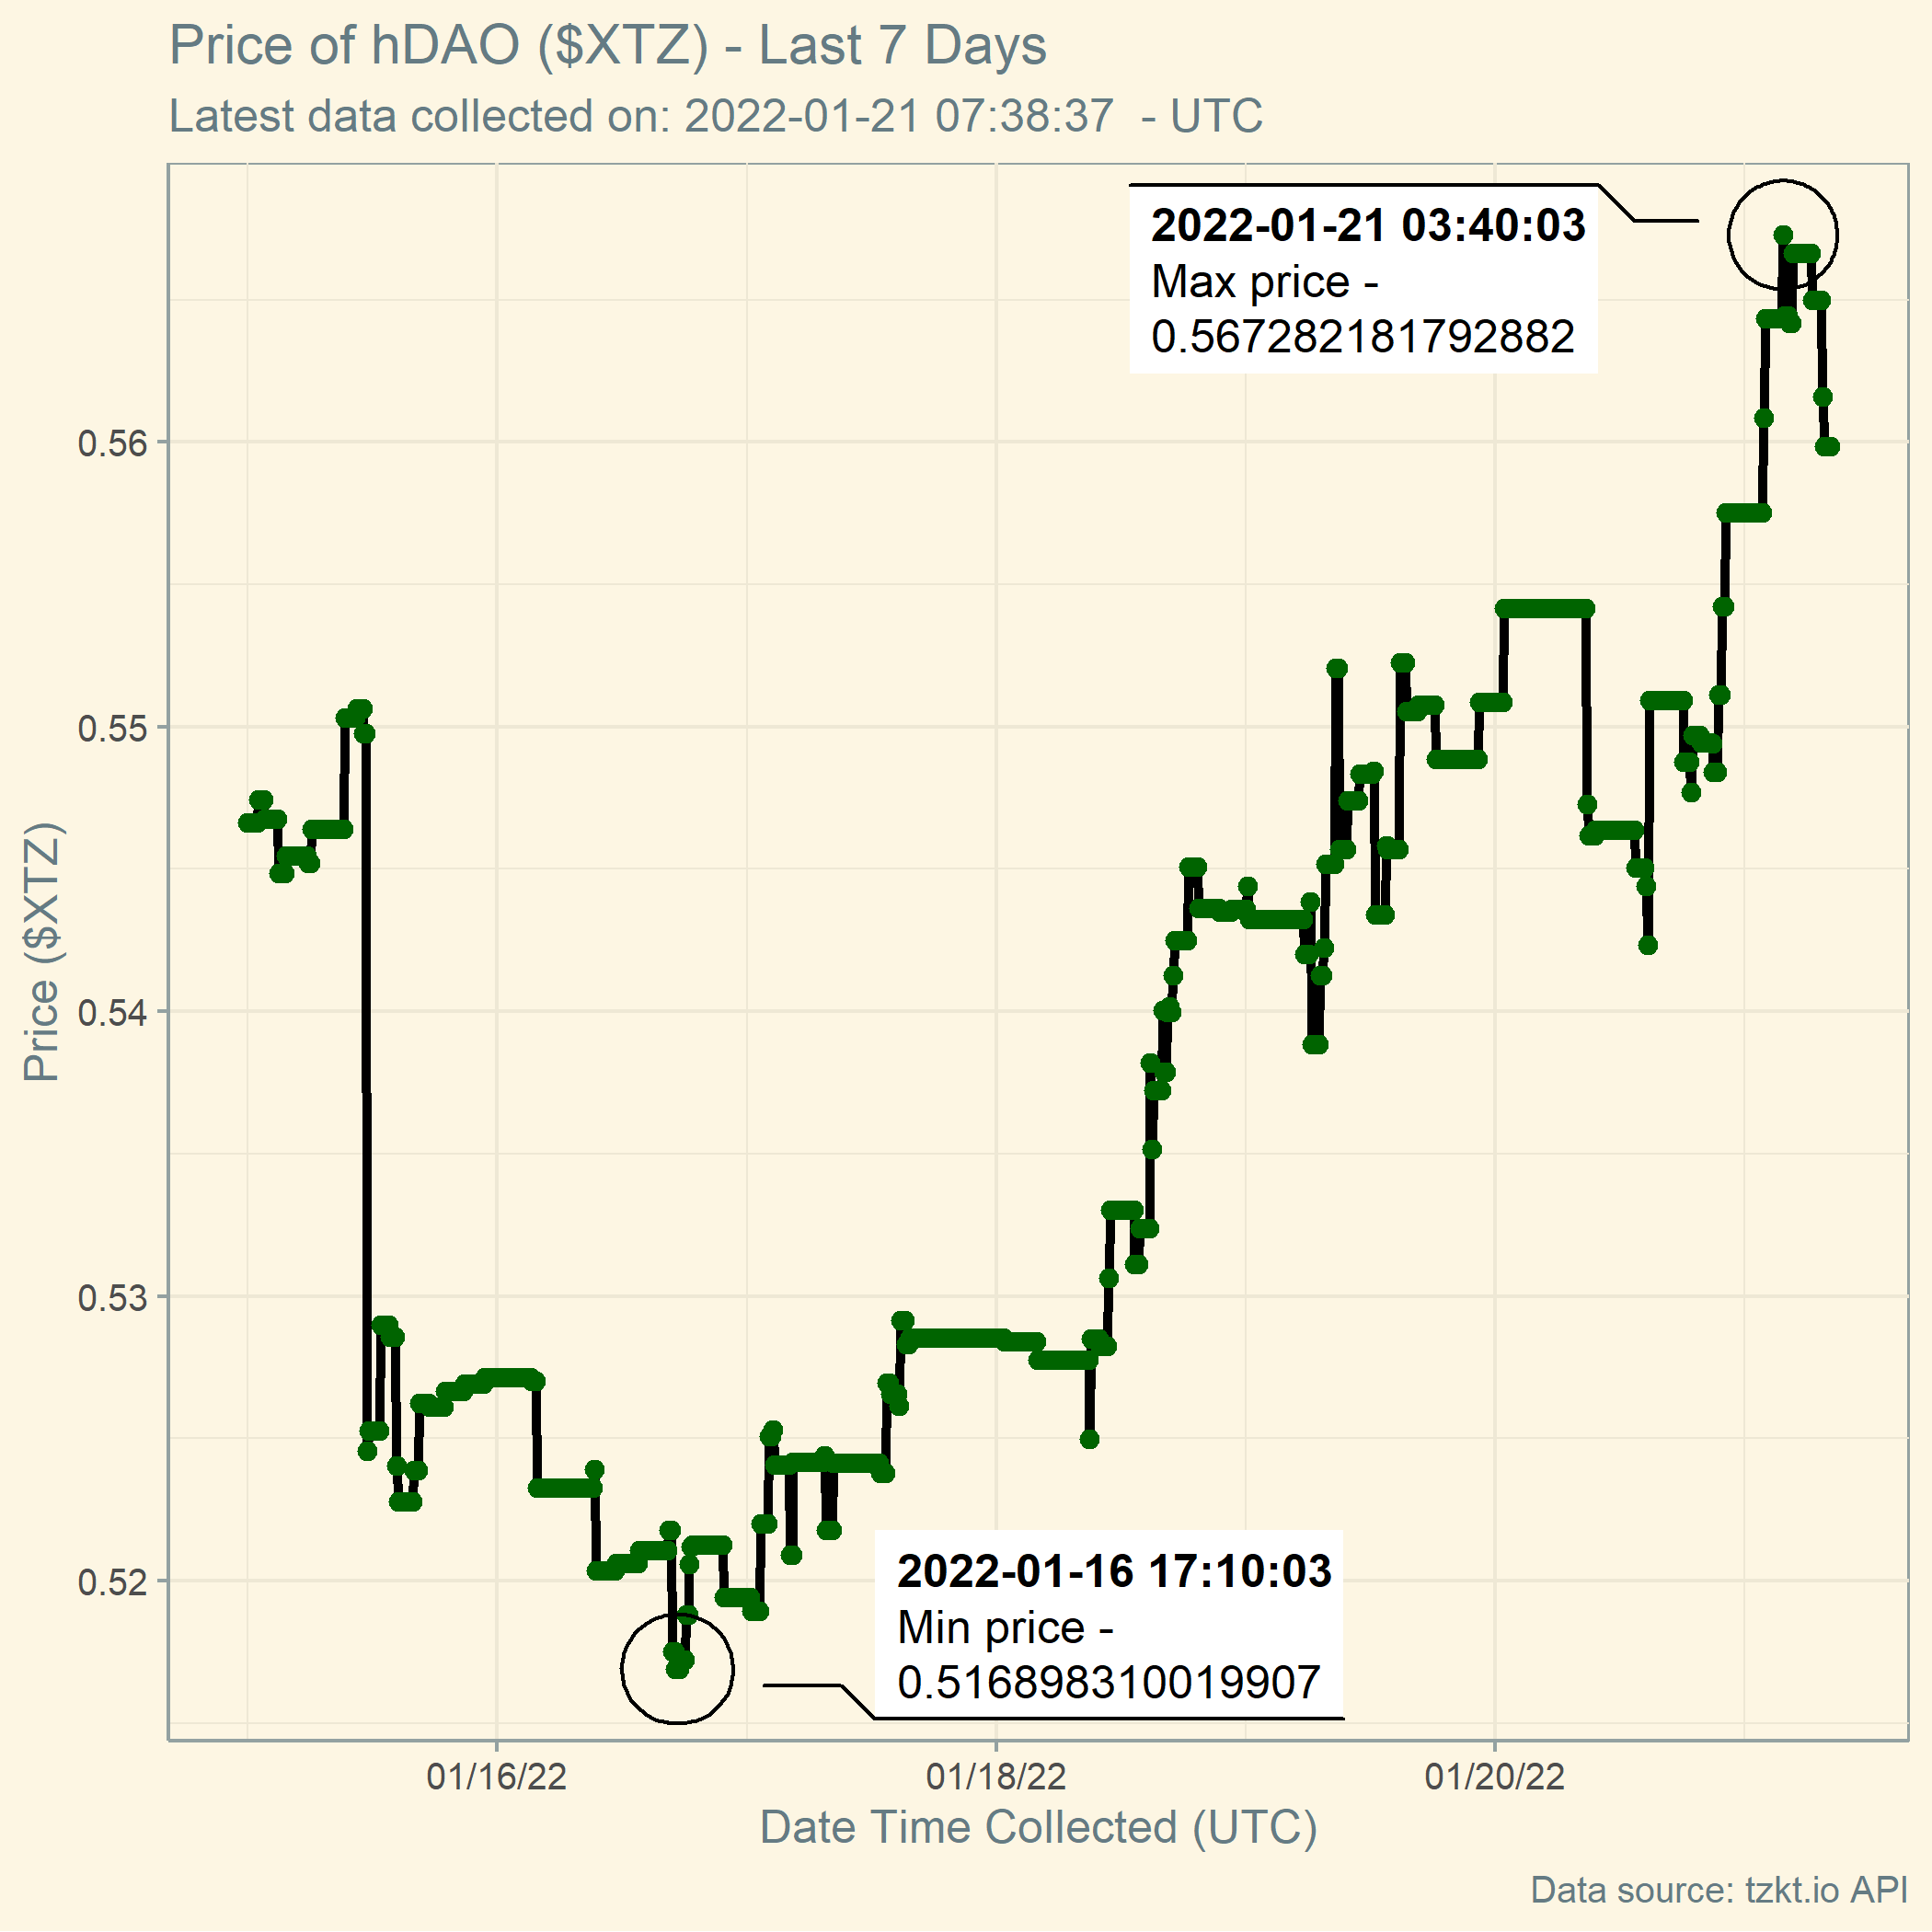 Price of hDAO ($XTZ) - Last 7 Days
Latest data collected on: 2022-01-21 07:38:37  - UTC
2022-01-21 03:40:03
Max price -
0.567282181792882
0.56
0.55
0.54
0.53
0.52
Price ($XTZ)
2022-01-16 17:10:03
Min price -
0.516898310019907
01/16/22
01/18/22
01/20/22
Date Time Collected (UTC)
Data source: tzkt.io API